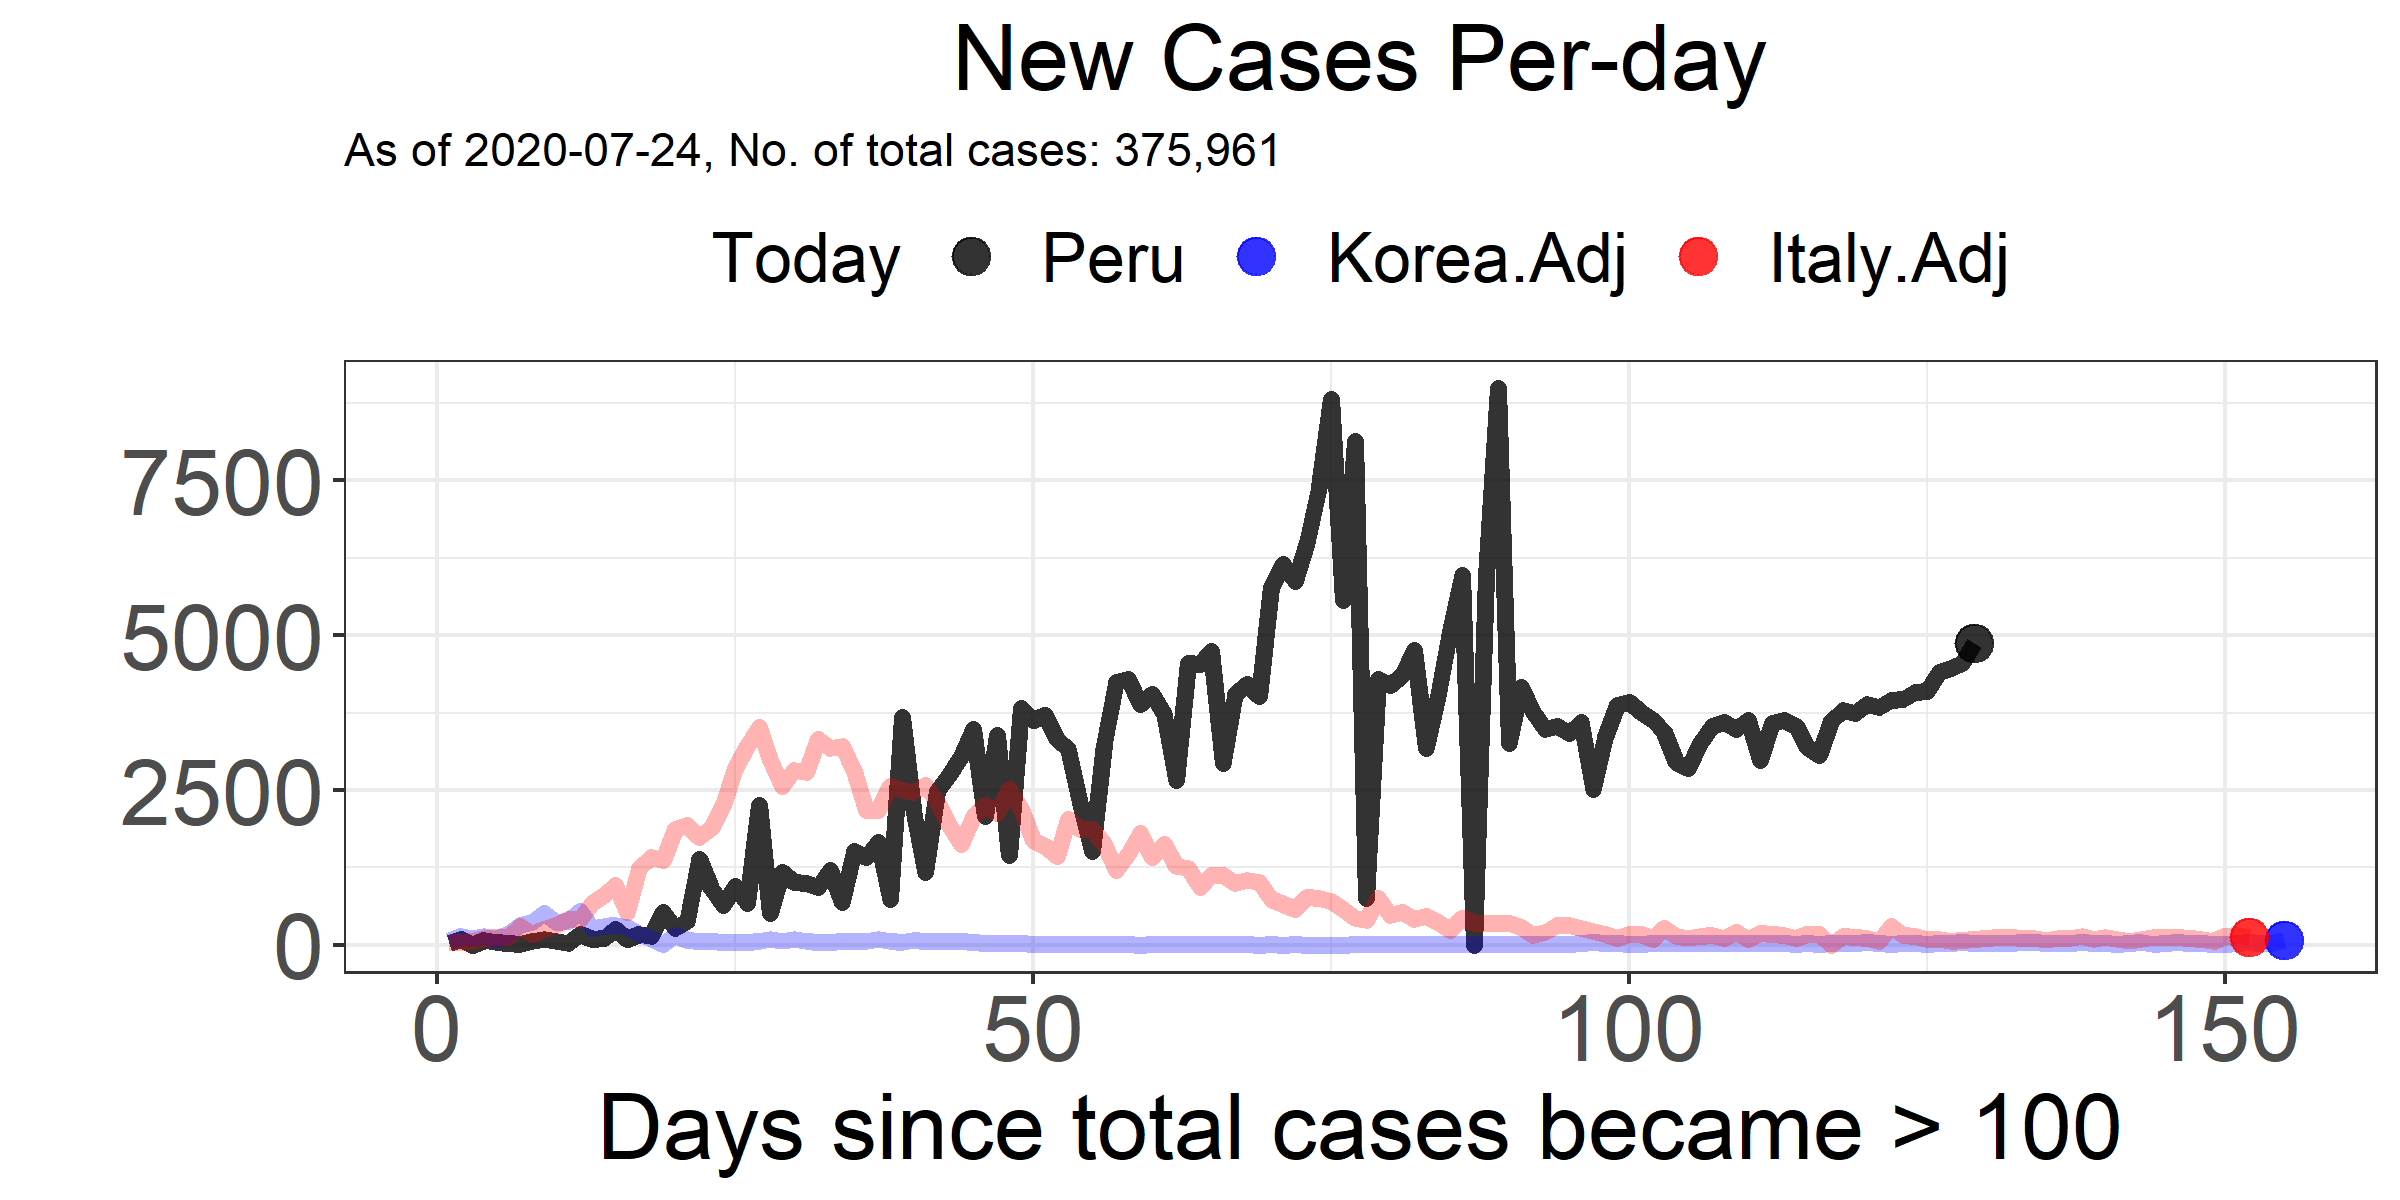 New Cases Per-day
As of 2020-07-24, No. of total cases: 375,961
Today Peru Korea.Adj Italy.Adj
7500
5000
2500
0
0 50 100 150
Days since total cases became > 100